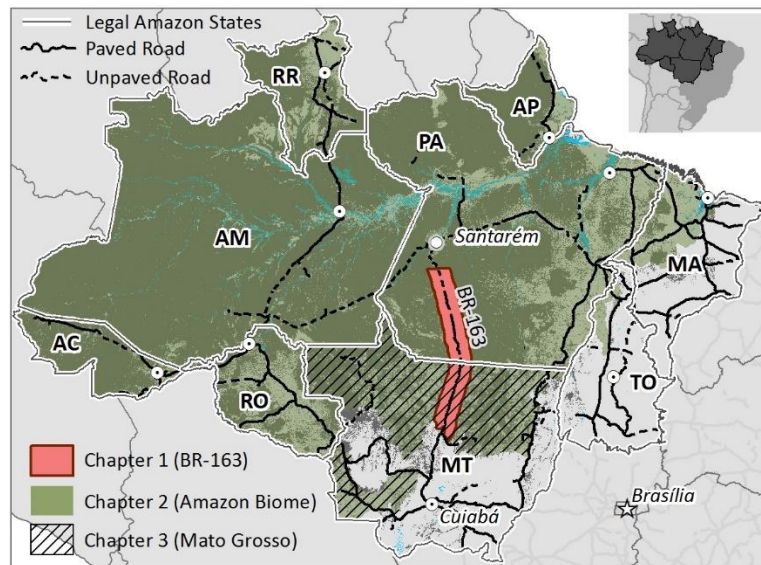 Legal Amazon States
Paved Road
Unpaved Road
RR
AP
PA
AM
Santarém
MA
BR-163
AC
TO
RO
MT
Chapter 1 (BR-163)
Chapter 2 (Amazon Biome)
Chapter 3 (Mato Grosso)
Cuiabá
Brasília